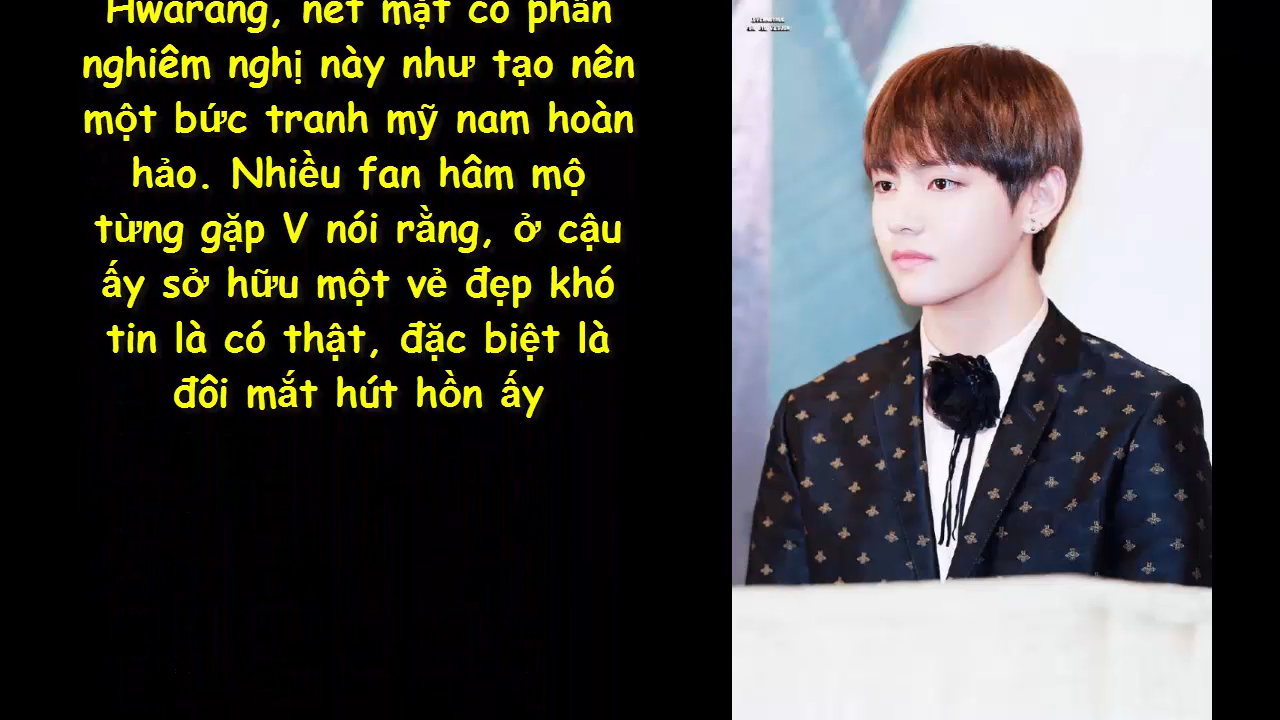 Hwarang, nét mặt có phần
nghiêm nghị này như tạo nên
một bức tranh mỹ nam hoàn
hảo. Nhiều fan hâm mộ
từng gặp V nói rằng, ở cậu
ấy sở hữu một vẻ đẹp khó
tin là có thật, đặc biệt là
đôi mắt hút hồn ấy